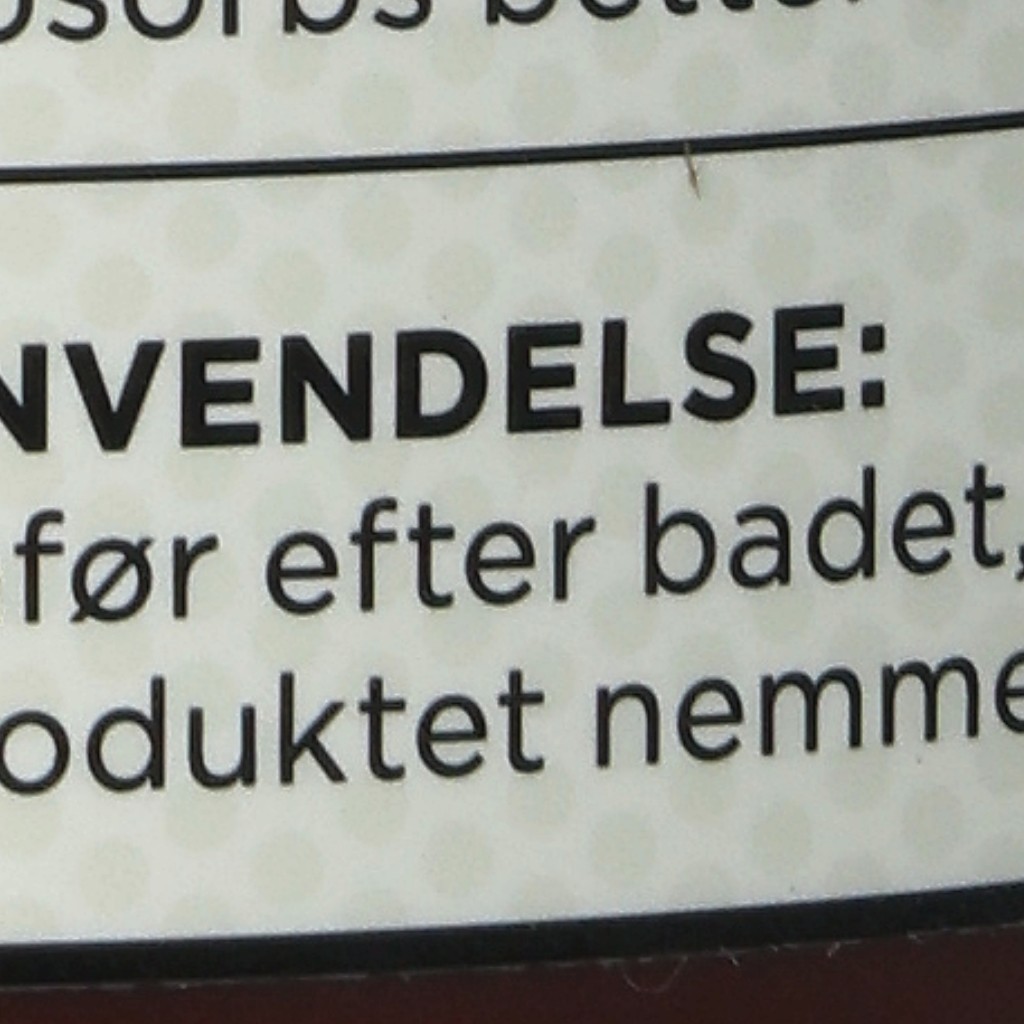 NVENDELSE:
før efter badet,
oduktet nemme